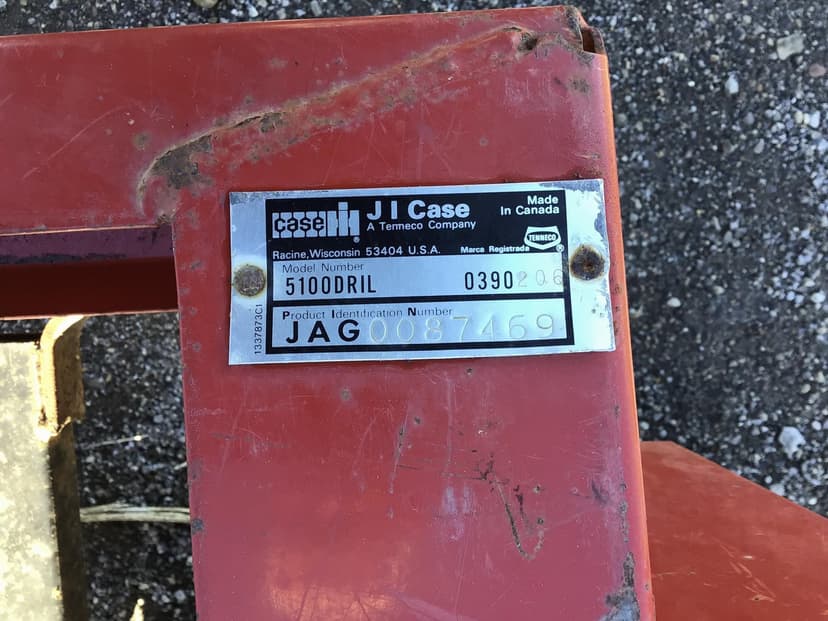 case IH ® J I Case
A Tenneco Company
Made
In Canada
Racine, Wisconsin 53404 U.S.A. Marca Registrada TENNECO ®
Model Number
5100DRIL 0390206
Product Identification Number
JAG0087469
1337873C1